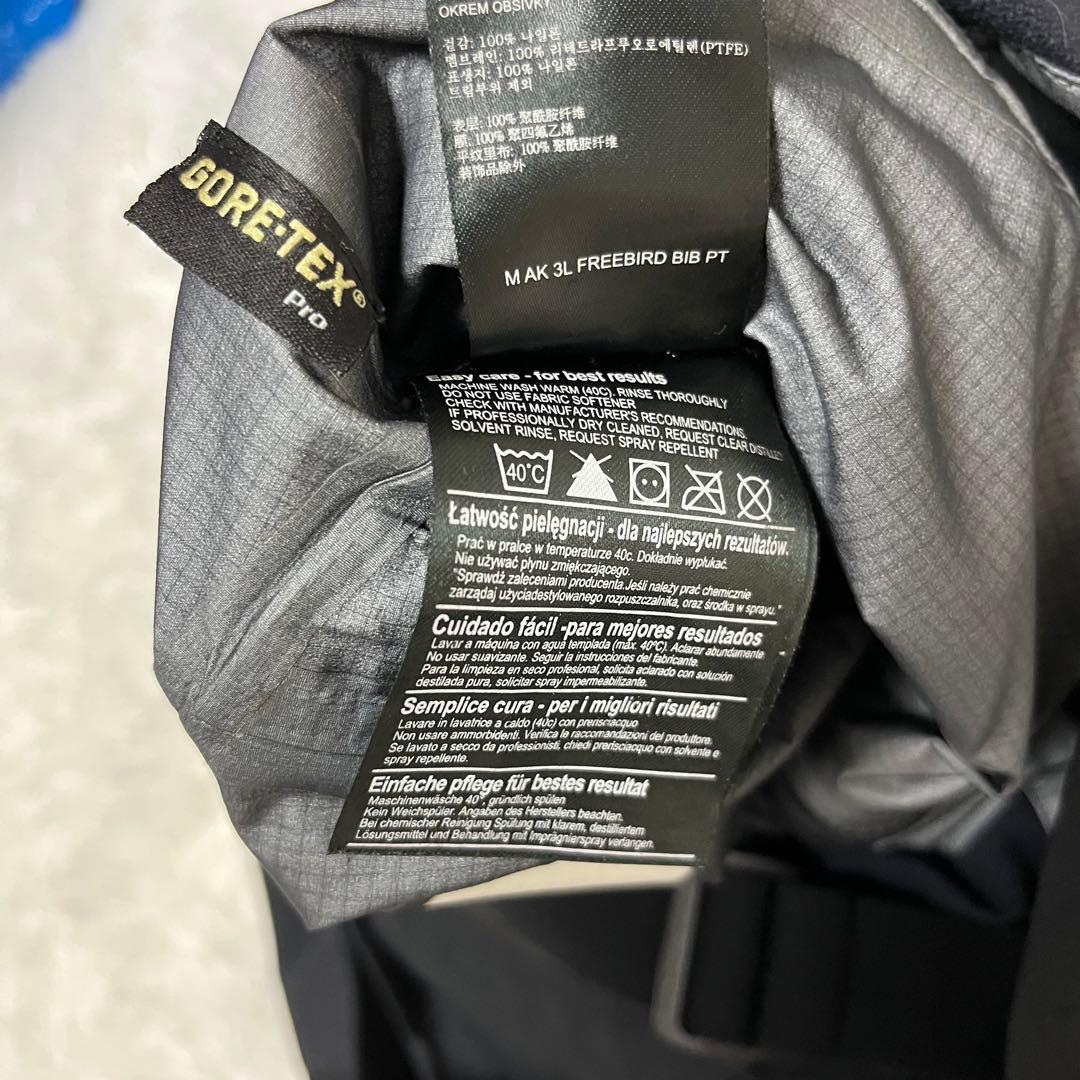 OKREM OBSIVKY
겉감: 100% 나일론
멤브레인: 100% 리테트라프루오로에틸렌(PTFE)
표생지: 100% 나일론
트림부위 제외
表层: 100% 聚酰胺纤维
膜: 100% 聚四氟乙烯
平纹里布: 100% 聚酰胺纤维
装饰品除外
M AK 3L FREEBIRD BIB PT
GORE-TEX®
Pro
Easy care - for best results
MACHINE WASH WARM (40C). RINSE THOROUGHLY
DO NOT USE FABRIC SOFTENER
CHECK WITH MANUFACTURER'S RECOMMENDATIONS.
IF PROFESSIONALLY DRY CLEANED, REQUEST CLEAR DISTILLED
SOLVENT RINSE, REQUEST SPRAY REPELLENT
40°C
Łatwość pielęgnacji - dla najlepszych rezultatów.
Prać w pralce w temperaturze 40c. Dokładnie wypłukać.
Nie używać płynu zmiękczającego.
"Sprawdź zaleceniami producenta.Jeśli należy prać chemicznie
zarządaj użyciadestylowanego rozpuszczalnika, oraz środka w sprayu."
Cuidado fácil -para mejores resultados
Lavar a máquina con agua templada (máx. 40ºC). Aclarar abundamente
No usar suavizante. Seguir la instrucciones del fabricante.
Para la limpieza en seco profesional, solicita aclarado con solución
destilada pura, solicitar spray impermeabilizante.
Semplice cura - per i migliori risultati
Lavare in lavatrice a caldo (40c) con prerisciacquo
Non usare ammorbidenti. Verifica le raccomandazioni del produttore.
Se lavato a secco da professionisti, chiedi prerisciacquo con solvente e
spray repellente.
Einfache pflege für bestes resultat
Maschinenwäsche 40°, gründlich spülen
Kein Weichspüler. Angaben des Herstellers beachten.
Bei chemischer Reinigung Spülung mit klarem, destilliertem
Lösungsmittel und Behandlung mit Imprägnierspray verlangen.